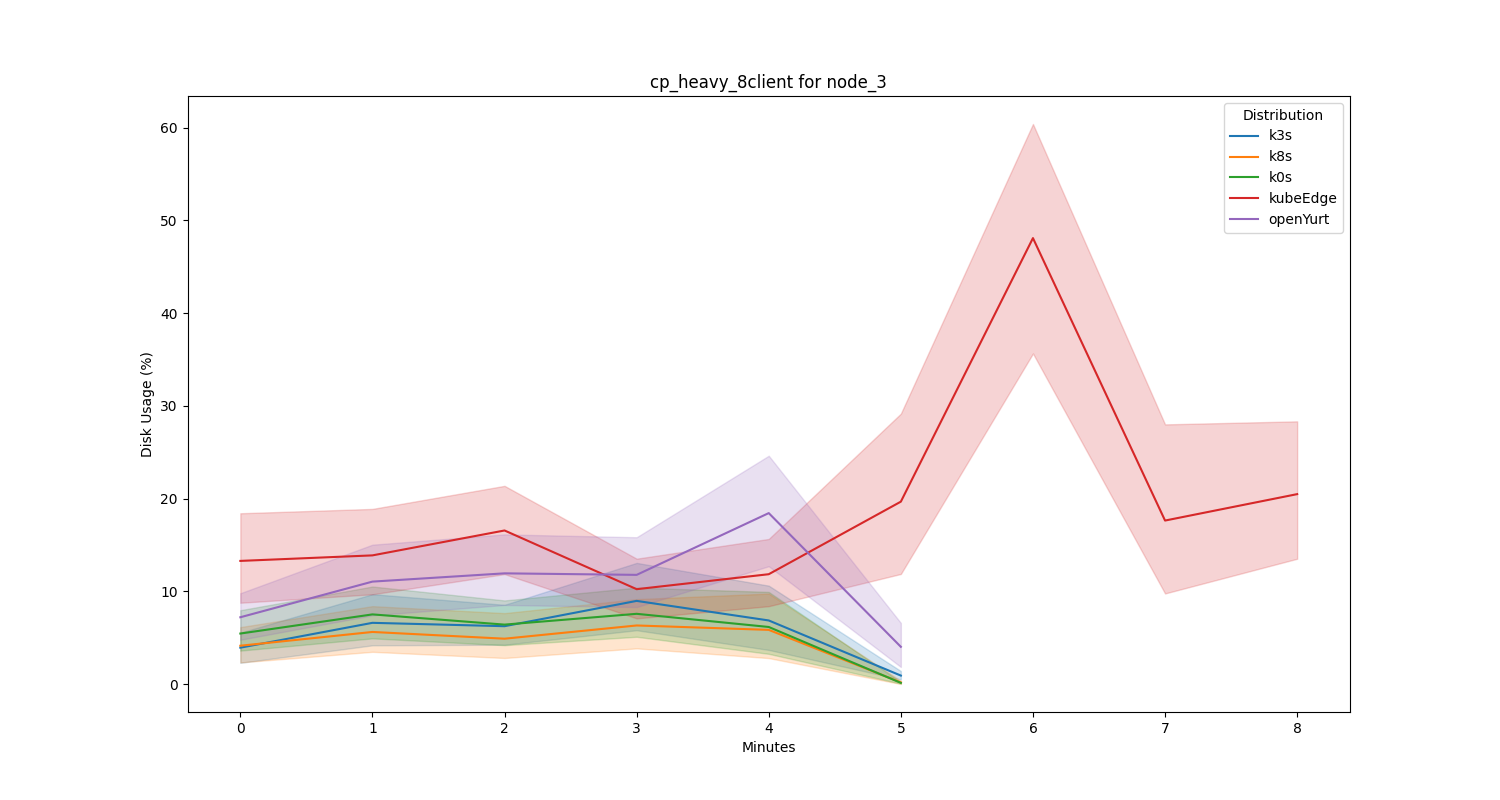 cp_heavy_8client for node_3
Distribution
k3s
k8s
k0s
kubeEdge
openYurt
Disk Usage (%)
60
50
40
30
20
10
0
0 1 2 3 4 5 6 7 8
Minutes